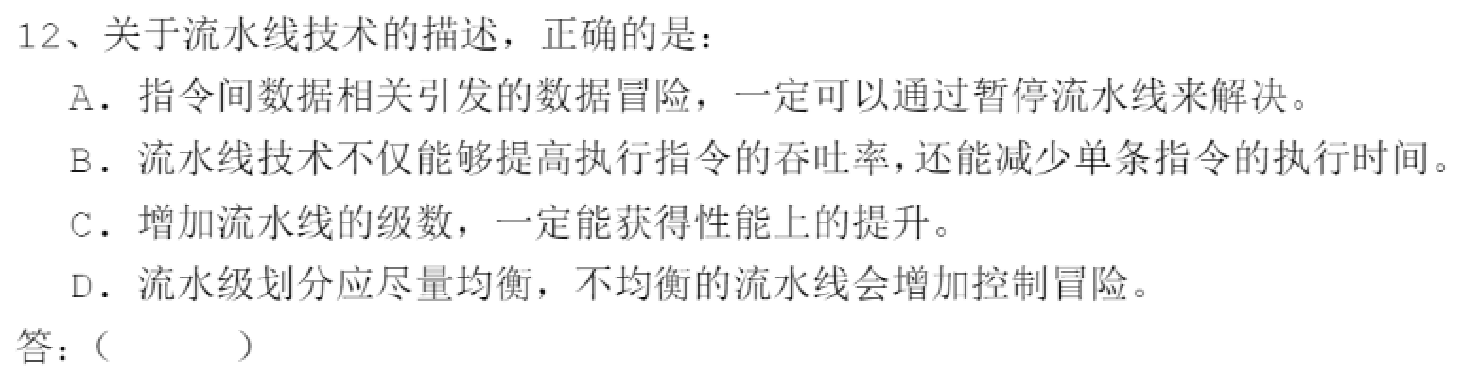 12、关于流水线技术的描述，正确的是：
A．指令间数据相关引发的数据冒险，一定可以通过暂停流水线来解决。
B．流水线技术不仅能够提高执行指令的吞吐率，还能减少单条指令的执行时间。
C．增加流水线的级数，一定能获得性能上的提升。
D．流水级划分应尽量均衡，不均衡的流水线会增加控制冒险。
答：（　　　）